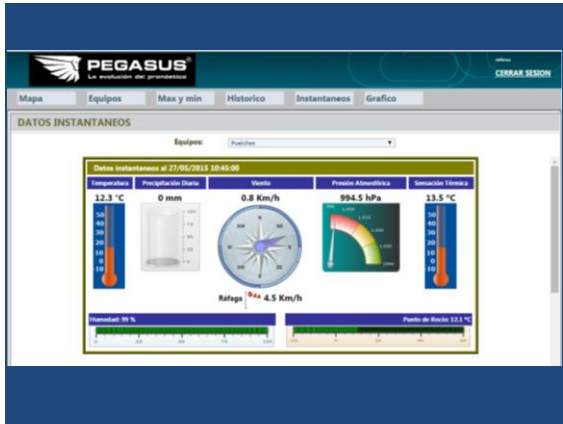 PEGASUS®
La evolución del pronóstico
CERRAR SESION
Mapa Equipos Max y min Historico Instantaneos Grafico
DATOS INSTANTANEOS
Equipos: Puelches
Datos instantaneos al 27/05/2015 10:45:00
Temperatura Precipitación Diaria Viento Presión Atmosférica Sensación Térmica
12.3 °C 0 mm 0.8 Km/h 994.5 hPa 13.5 °C
50 50
40 40
30 30
20 20
10 10
0 0
-10 -10
Rafaga 4.5 Km/h
Humedad: 99 % Punto de Rocío: 12.1 °C